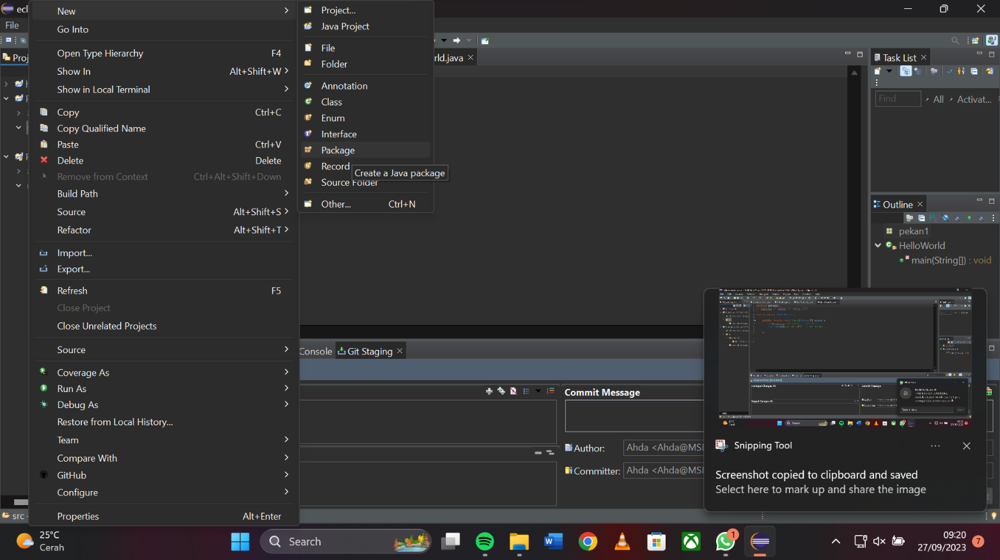 File
New
Go Into
Open Type Hierarchy F4
Show In Alt+Shift+W
Show in Local Terminal
Copy Ctrl+C
Copy Qualified Name
Paste Ctrl+V
Delete Delete
Remove from Context Ctrl+Alt+Shift+Down
Build Path
Source Alt+Shift+S
Refactor Alt+Shift+T
Import...
Export...
Refresh F5
Close Project
Close Unrelated Projects
Source
Coverage As
Run As
Debug As
Restore from Local History...
Team
Compare With
GitHub
Configure
Properties Alt+Enter
Project...
Java Project
File
Folder
Annotation
Class
Enum
Interface
Package
Record
Create a Java package
Source Folder
Other... Ctrl+N
rld.java
Task List
Find All Activat...
Outline
pekan1
HelloWorld
main(String[]) : void
Console Git Staging
Commit Message
Author: Ahda <Ahda@MS
Committer: Ahda <Ahda@MS
Snipping Tool
Screenshot copied to clipboard and saved
Select here to mark up and share the image
src
25°C
Cerah
Search
1
09:20
27/09/2023
7